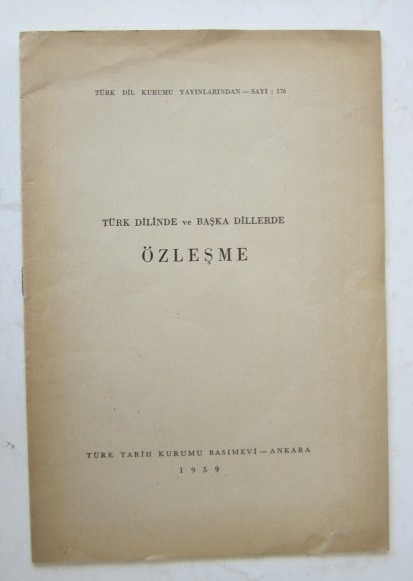 TÜRK DİL KURUMU YAYINLARINDAN — SAYI : 176
TÜRK DİLİNDE ve BAŞKA DİLLERDE
ÖZLEŞME
TÜRK TARİH KURUMU BASIMEVİ — ANKARA
1959